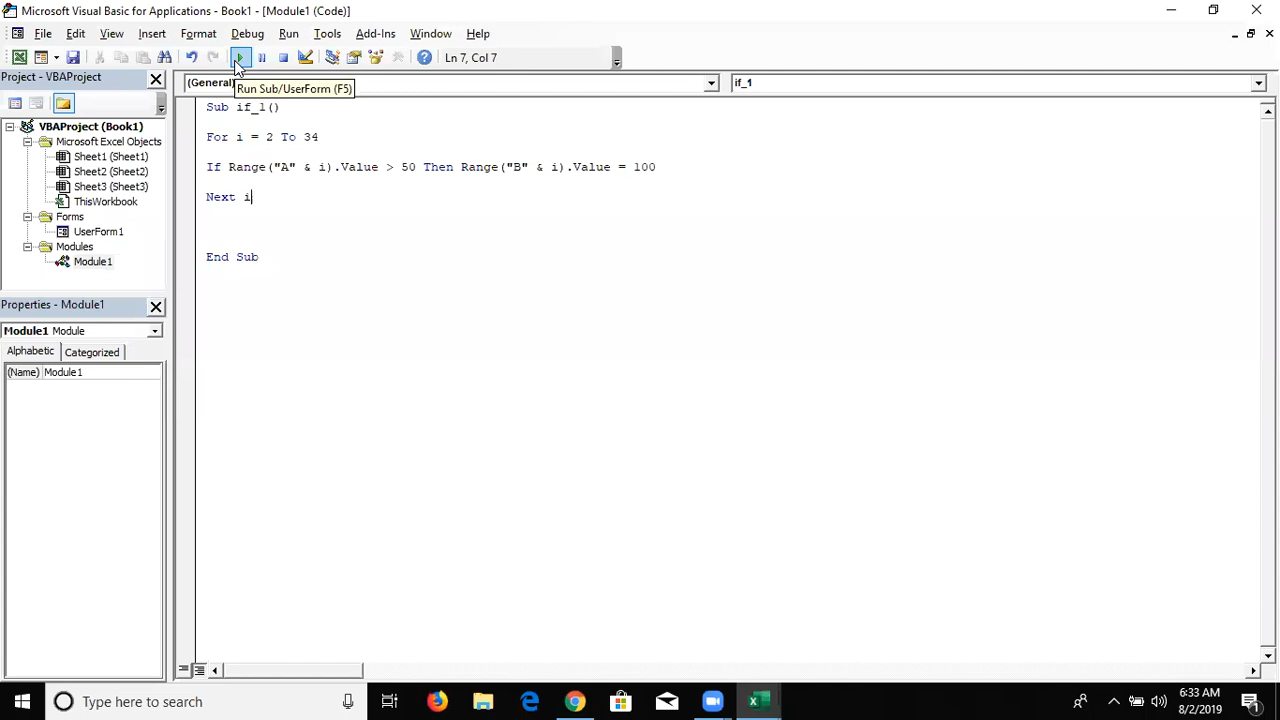 Microsoft Visual Basic for Applications - Book1 - [Module1 (Code)]
File Edit View Insert Format Debug Run Tools Add-Ins Window Help
Ln 7, Col 7
Project - VBAProject
(General)
if_1
Run Sub/UserForm (F5)
VBAProject (Book1)
Microsoft Excel Objects
Sheet1 (Sheet1)
Sheet2 (Sheet2)
Sheet3 (Sheet3)
ThisWorkbook
Forms
UserForm1
Modules
Module1
Sub if_1()
For i = 2 To 34
If Range("A" & i).Value > 50 Then Range("B" & i).Value = 100
Next i
End Sub
Properties - Module1
Module1 Module
Alphabetic Categorized
(Name) Module1
Type here to search
6:33 AM
8/2/2019
1